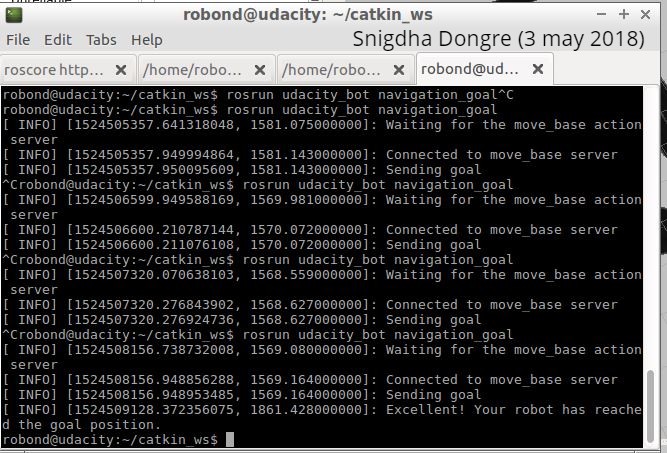 robond@udacity: ~/catkin_ws
File Edit Tabs Help
Snigdha Dongre (3 may 2018)
roscore http...
/home/robo...
/home/robo...
robond@ud...
robond@udacity:~/catkin_ws$ rosrun udacity_bot navigation_goal^C
robond@udacity:~/catkin_ws$ rosrun udacity_bot navigation_goal
[ INFO] [1524505357.641318048, 1581.075000000]: Waiting for the move_base action
 server
[ INFO] [1524505357.949994864, 1581.143000000]: Connected to move_base server
[ INFO] [1524505357.950095609, 1581.143000000]: Sending goal
^Crobond@udacity:~/catkin_ws$ rosrun udacity_bot navigation_goal
[ INFO] [1524506599.949588169, 1569.981000000]: Waiting for the move_base action
 server
[ INFO] [1524506600.210787144, 1570.072000000]: Connected to move_base server
[ INFO] [1524506600.211076108, 1570.072000000]: Sending goal
^Crobond@udacity:~/catkin_ws$ rosrun udacity_bot navigation_goal
[ INFO] [1524507320.070638103, 1568.559000000]: Waiting for the move_base action
 server
[ INFO] [1524507320.276843902, 1568.627000000]: Connected to move_base server
[ INFO] [1524507320.276924736, 1568.627000000]: Sending goal
^Crobond@udacity:~/catkin_ws$ rosrun udacity_bot navigation_goal
[ INFO] [1524508156.738732008, 1569.080000000]: Waiting for the move_base action
 server
[ INFO] [1524508156.948856288, 1569.164000000]: Connected to move_base server
[ INFO] [1524508156.948953485, 1569.164000000]: Sending goal
[ INFO] [1524509128.372356075, 1861.428000000]: Excellent! Your robot has reache
d the goal position.
robond@udacity:~/catkin_ws$